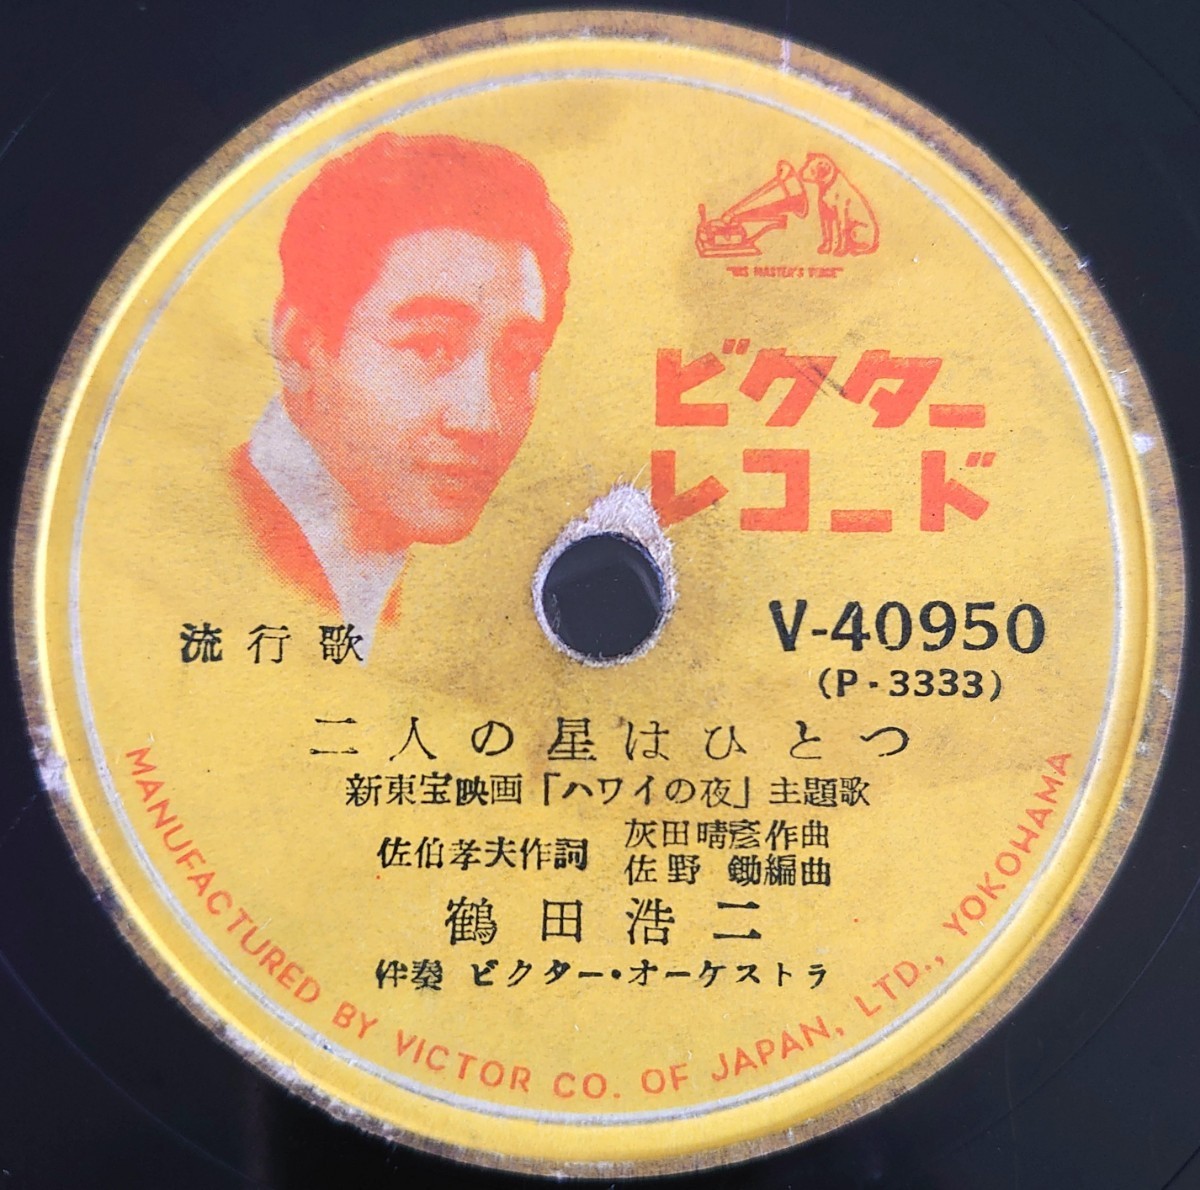 "HIS MASTER'S VOICE"
ビクター
レコード
V-40950
(P・3333)
流行歌
二人の星はひとつ
新東宝映画「ハワイの夜」主題歌
佐伯孝夫作詞
灰田晴彦作曲
佐野 鋤編曲
鶴田浩二
伴奏 ビクター・オーケストラ
MANUFACTURED BY VICTOR CO. OF JAPAN, LTD., YOKOHAMA